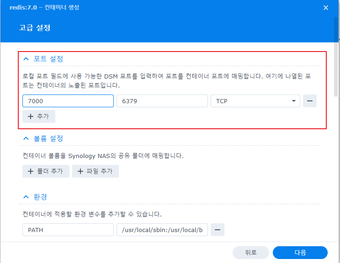 redis:7.0 – 컨테이너 생성
고급 설정
포트 설정
로컬 포트 필드에 사용 가능한 DSM 포트를 입력하여 포트를 컨테이너 포트에 매핑합니다. 여기에 나열된 포
트는 컨테이너의 노출된 포트입니다.
7000 6379 TCP
+ 추가
볼륨 설정
컨테이너 볼륨을 Synology NAS의 공유 폴더에 매핑합니다.
+ 폴더 추가 + 파일 추가
환경
컨테이너에 적용할 환경 변수를 추가할 수 있습니다.
PATH /usr/local/sbin:/usr/local/b
뒤로 다음